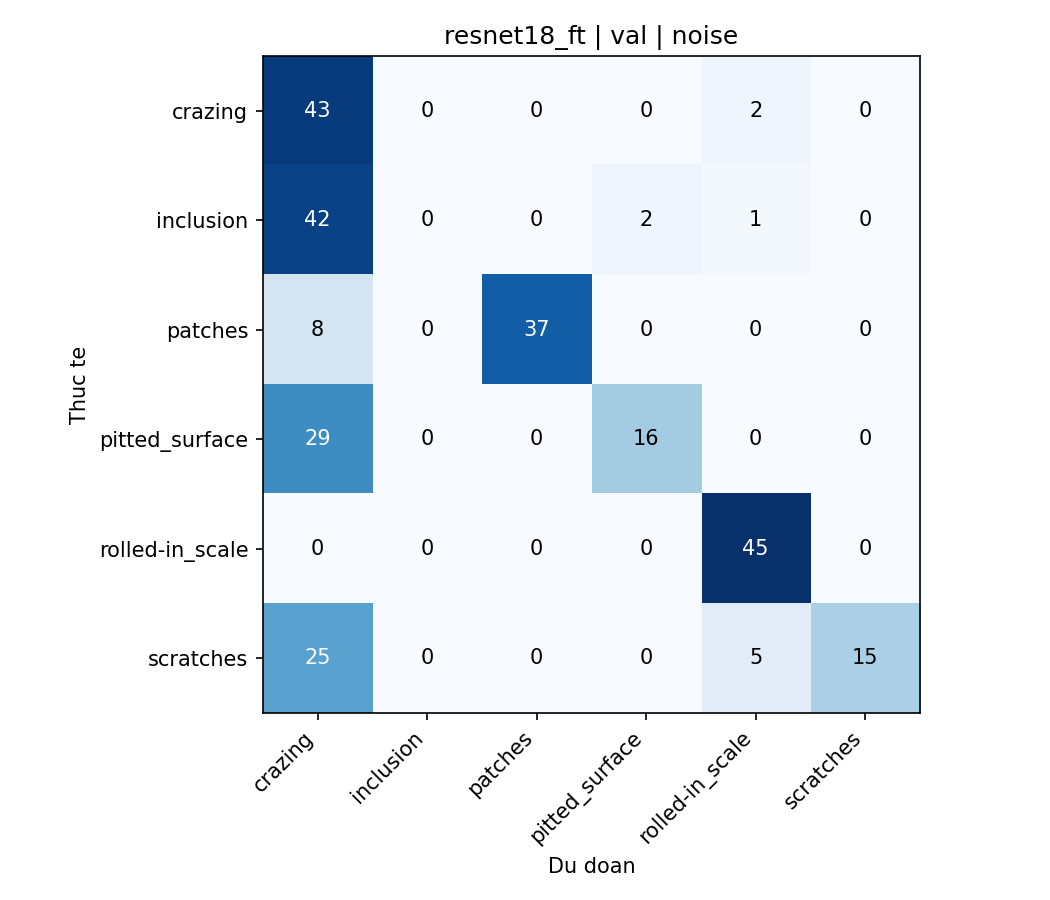 resnet18_ft | val | noise
crazing 43 0 0 0 2 0
inclusion 42 0 0 2 1 0
patches 8 0 37 0 0 0
Thuc te
pitted_surface 29 0 0 16 0 0
rolled-in_scale 0 0 0 0 45 0
scratches 25 0 0 0 5 15
crazing inclusion patches pitted_surface rolled-in_scale scratches
Du doan